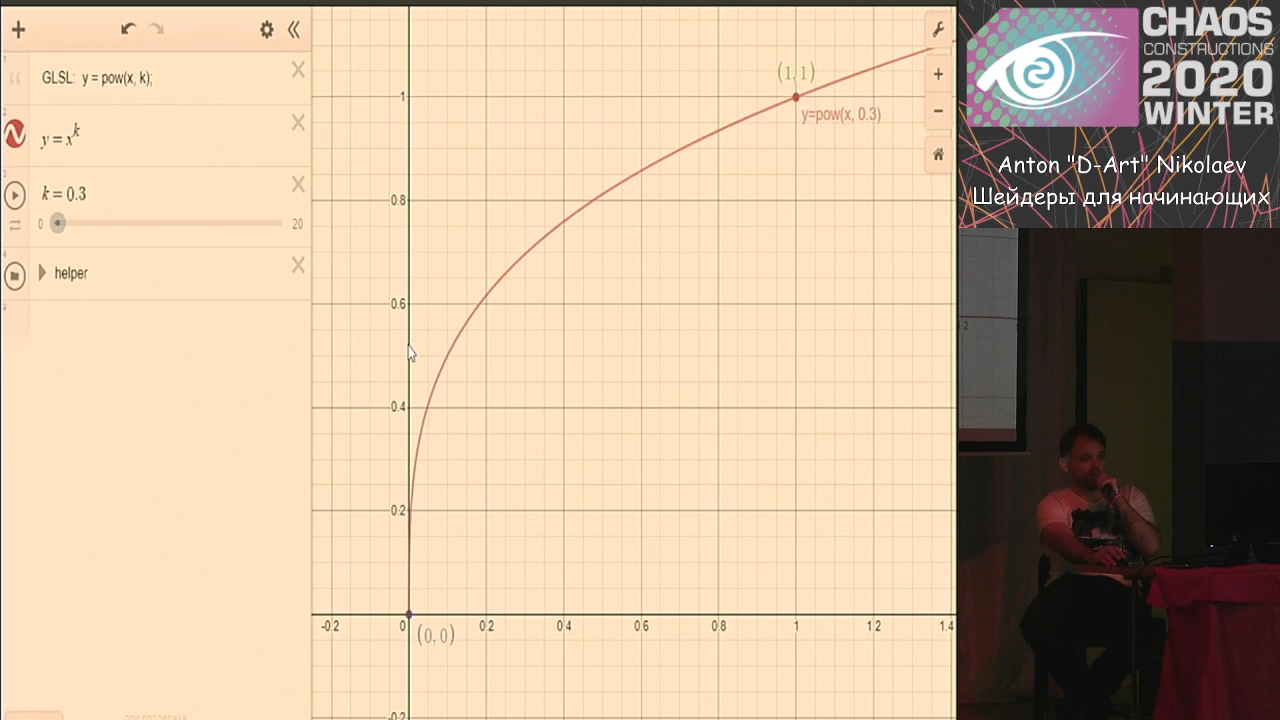 GLSL: y = pow(x, k);
y = x^k
k = 0.3
0
20
helper
1
0.8
0.6
0.4
0.2
-0.2
(1, 1)
y=pow(x, 0.3)
-0.2
0
0.2
0.4
0.6
0.8
1
1.2
1.4
(0, 0)
CHAOS
CONSTRUCTIONS
2020
WINTER
Anton "D-Art" Nikolaev
Шейдеры для начинающих